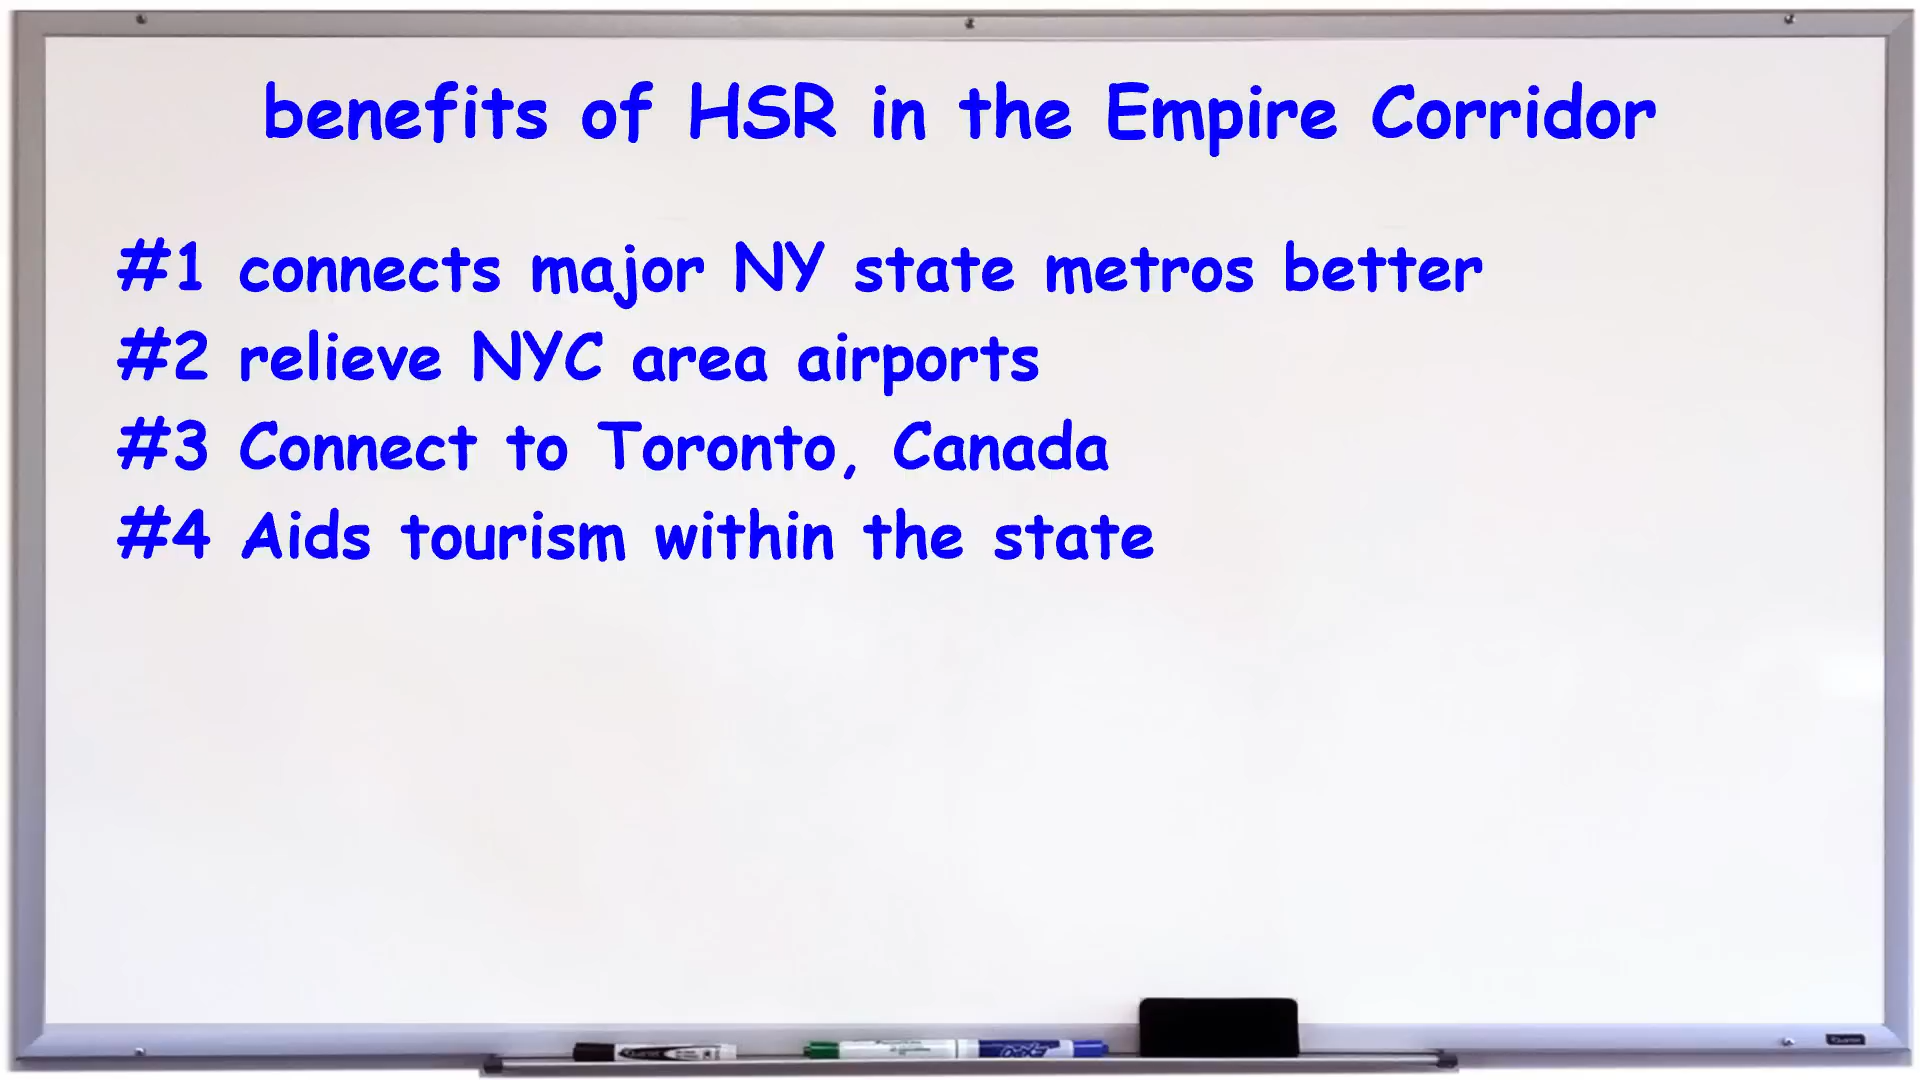 benefits of HSR in the Empire Corridor
#1 connects major NY state metros better
#2 relieve NYC area airports
#3 Connect to Toronto, Canada
#4 Aids tourism within the state